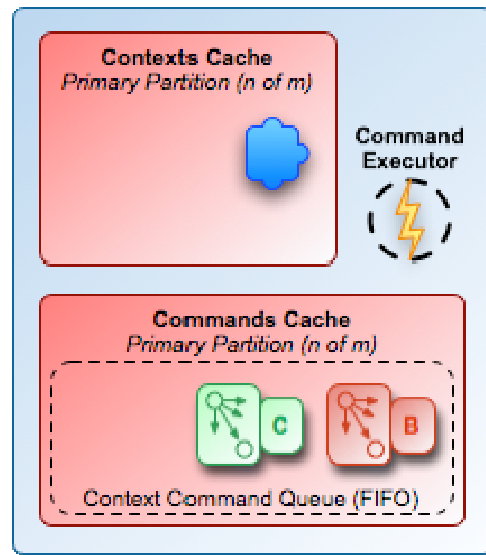 Contexts Cache
Primary Partition (n of m)
Command
Executor
Commands Cache
Primary Partition (n of m)
C
B
Context Command Queue (FIFO)